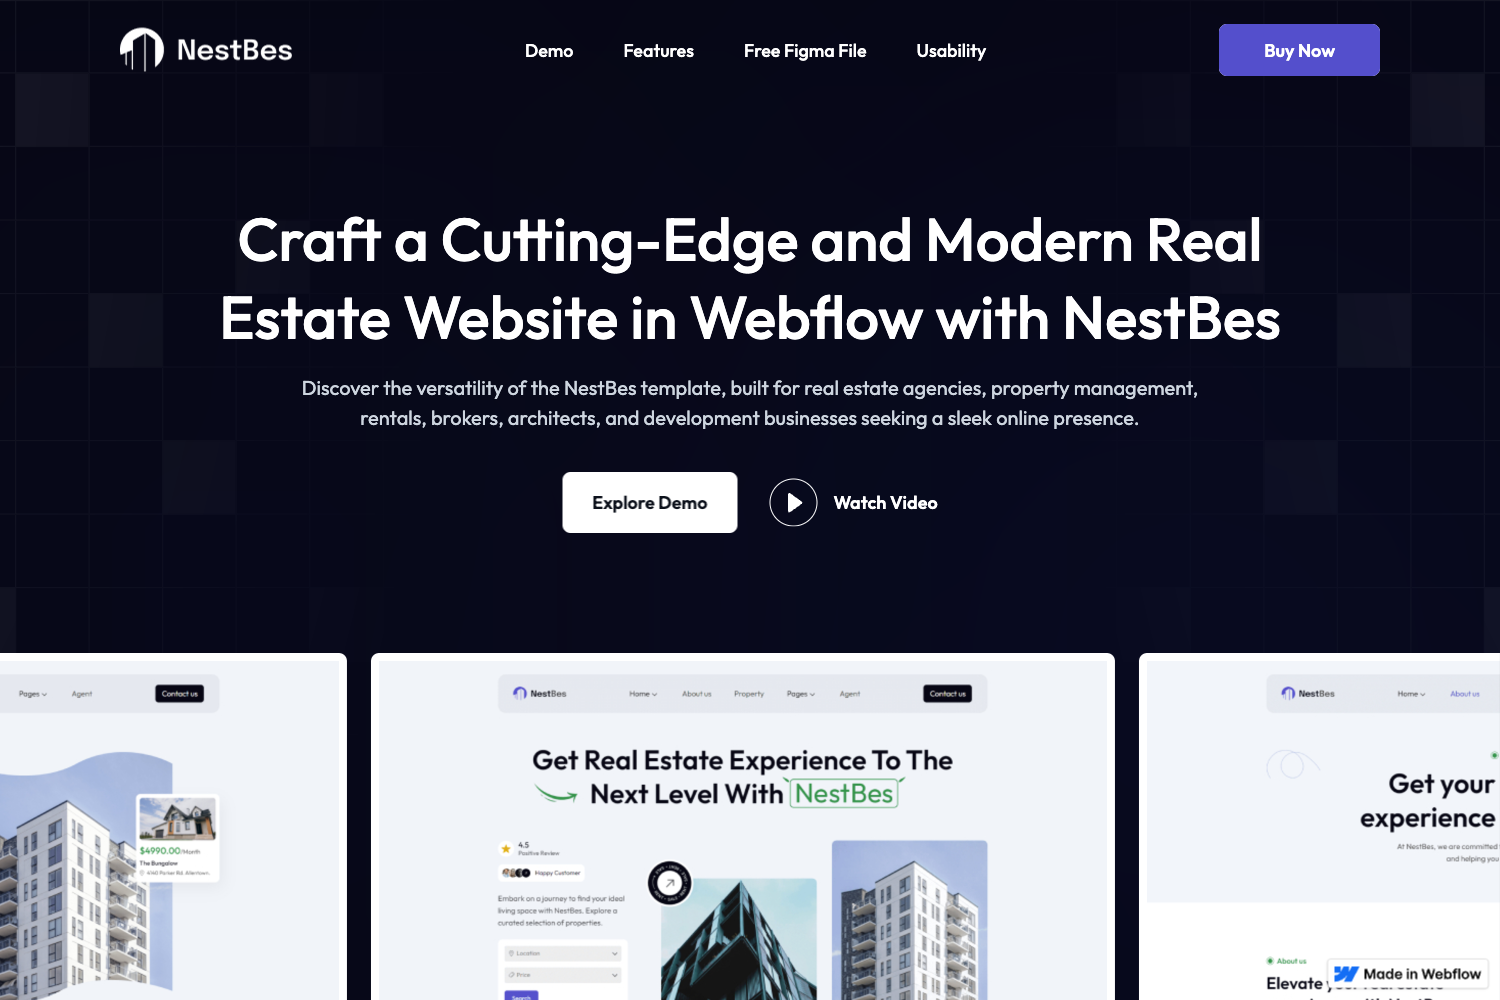 NestBes
Demo
Features
Free Figma File
Usability
Buy Now
Craft a Cutting-Edge and Modern Real
Estate Website in Webflow with NestBes
Discover the versatility of the NestBes template, built for real estate agencies, property management,
rentals, brokers, architects, and development businesses seeking a sleek online presence.
Explore Demo
Watch Video
Pages
Agent
Contact us
$4990.00/Month
The Bungalow
4140 Parker Rd. Allentown,
NestBes
Home
About us
Property
Pages
Agent
Contact us
Get Real Estate Experience To The
Next Level With NestBes
4.5
Positive Review
Happy Customer
Embark on a journey to find your ideal
living space with NestBes. Explore a
curated selection of properties.
Location
Price
Search
NestBes
Home
About us
Get your
experience
At NestBes, we are committed
and helping you
About us
Elevate your real estate
Made in Webflow